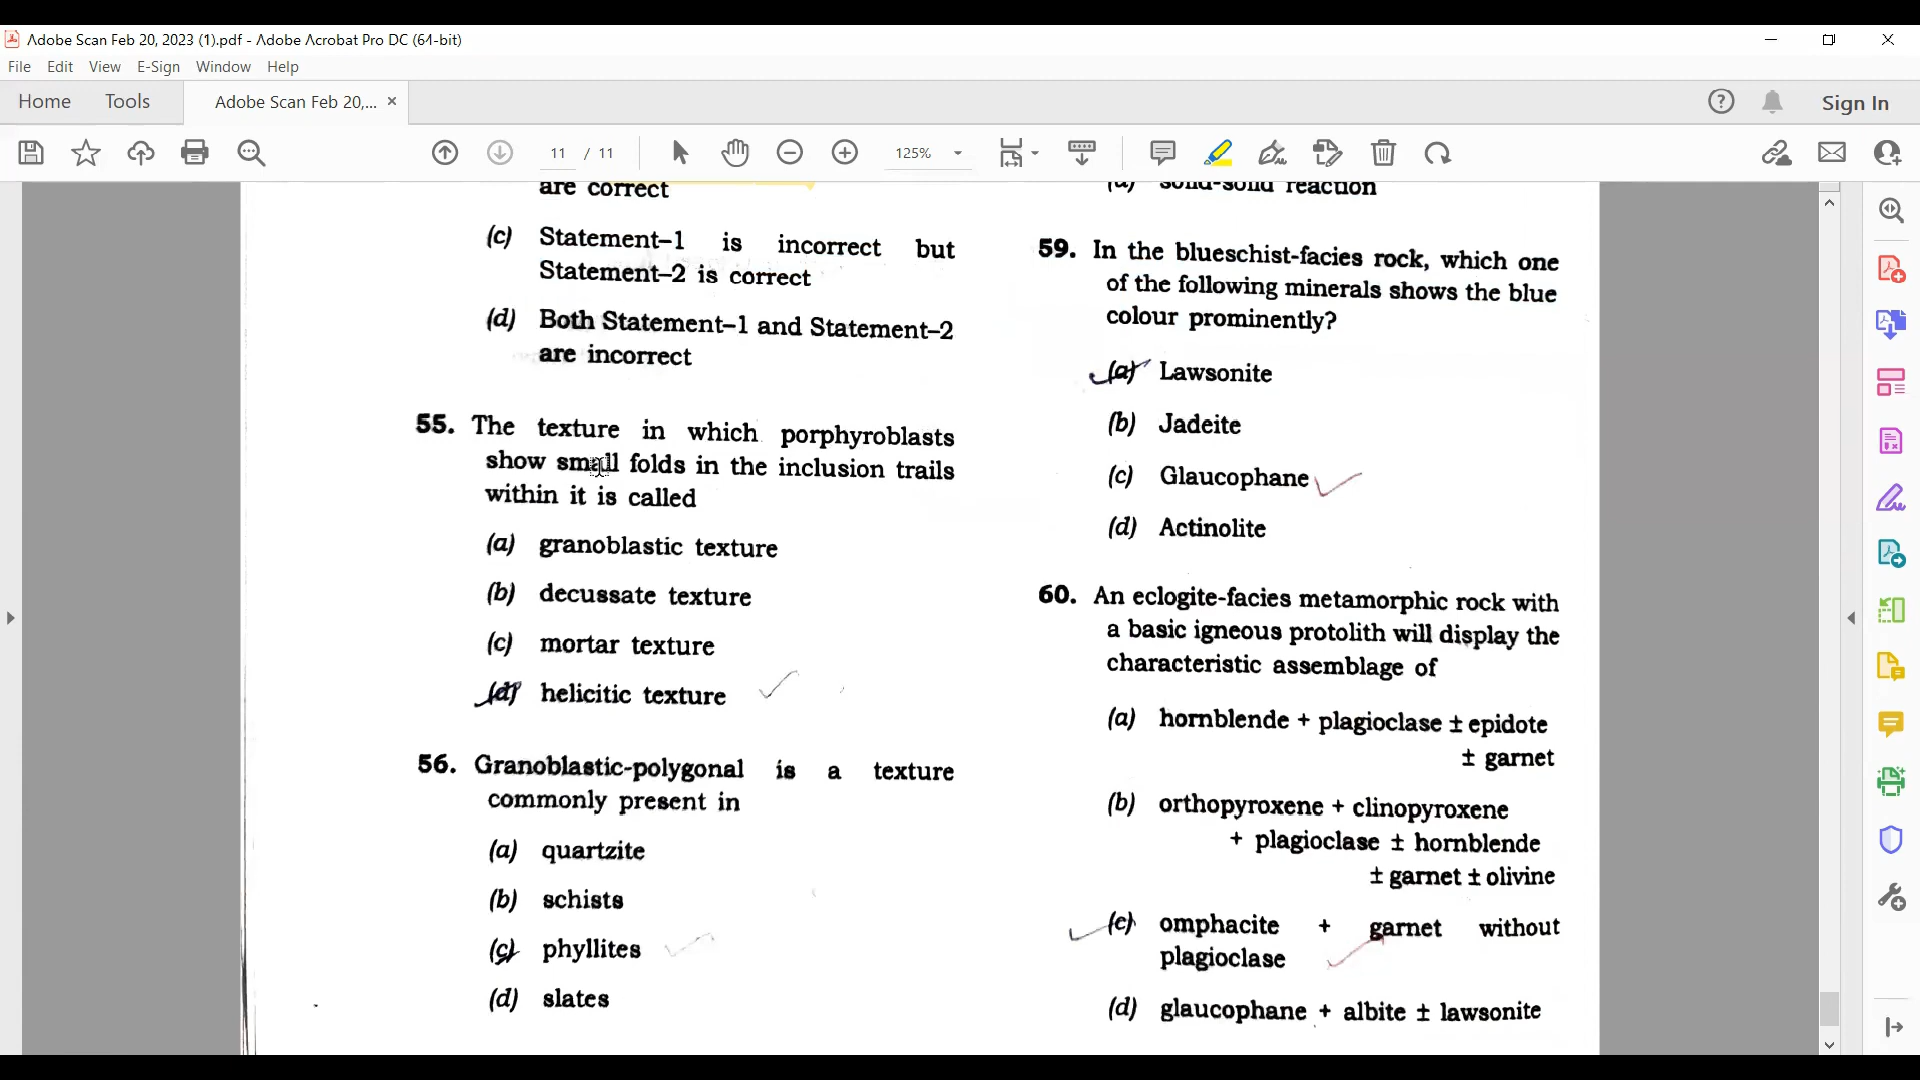 Adobe Scan Feb 20, 2023 (1).pdf - Adobe Acrobat Pro DC (64-bit)
File Edit View E-Sign Window Help
Home Tools Adobe Scan Feb 20,... × Sign In
11 / 11 125%
are correct
(c) Statement–1 is incorrect but
Statement–2 is correct
(d) Both Statement–1 and Statement–2
are incorrect
55. The texture in which porphyroblasts
show small folds in the inclusion trails
within it is called
(a) granoblastic texture
(b) decussate texture
(c) mortar texture
(d) helicitic texture
56. Granoblastic-polygonal is a texture
commonly present in
(a) quartzite
(b) schists
(c) phyllites
(d) slates
(d) solid-solid reaction
59. In the blueschist-facies rock, which one
of the following minerals shows the blue
colour prominently?
(a) Lawsonite
(b) Jadeite
(c) Glaucophane
(d) Actinolite
60. An eclogite-facies metamorphic rock with
a basic igneous protolith will display the
characteristic assemblage of
(a) hornblende + plagioclase ± epidote
± garnet
(b) orthopyroxene + clinopyroxene
+ plagioclase ± hornblende
± garnet ± olivine
(c) omphacite + garnet without
plagioclase
(d) glaucophane + albite ± lawsonite